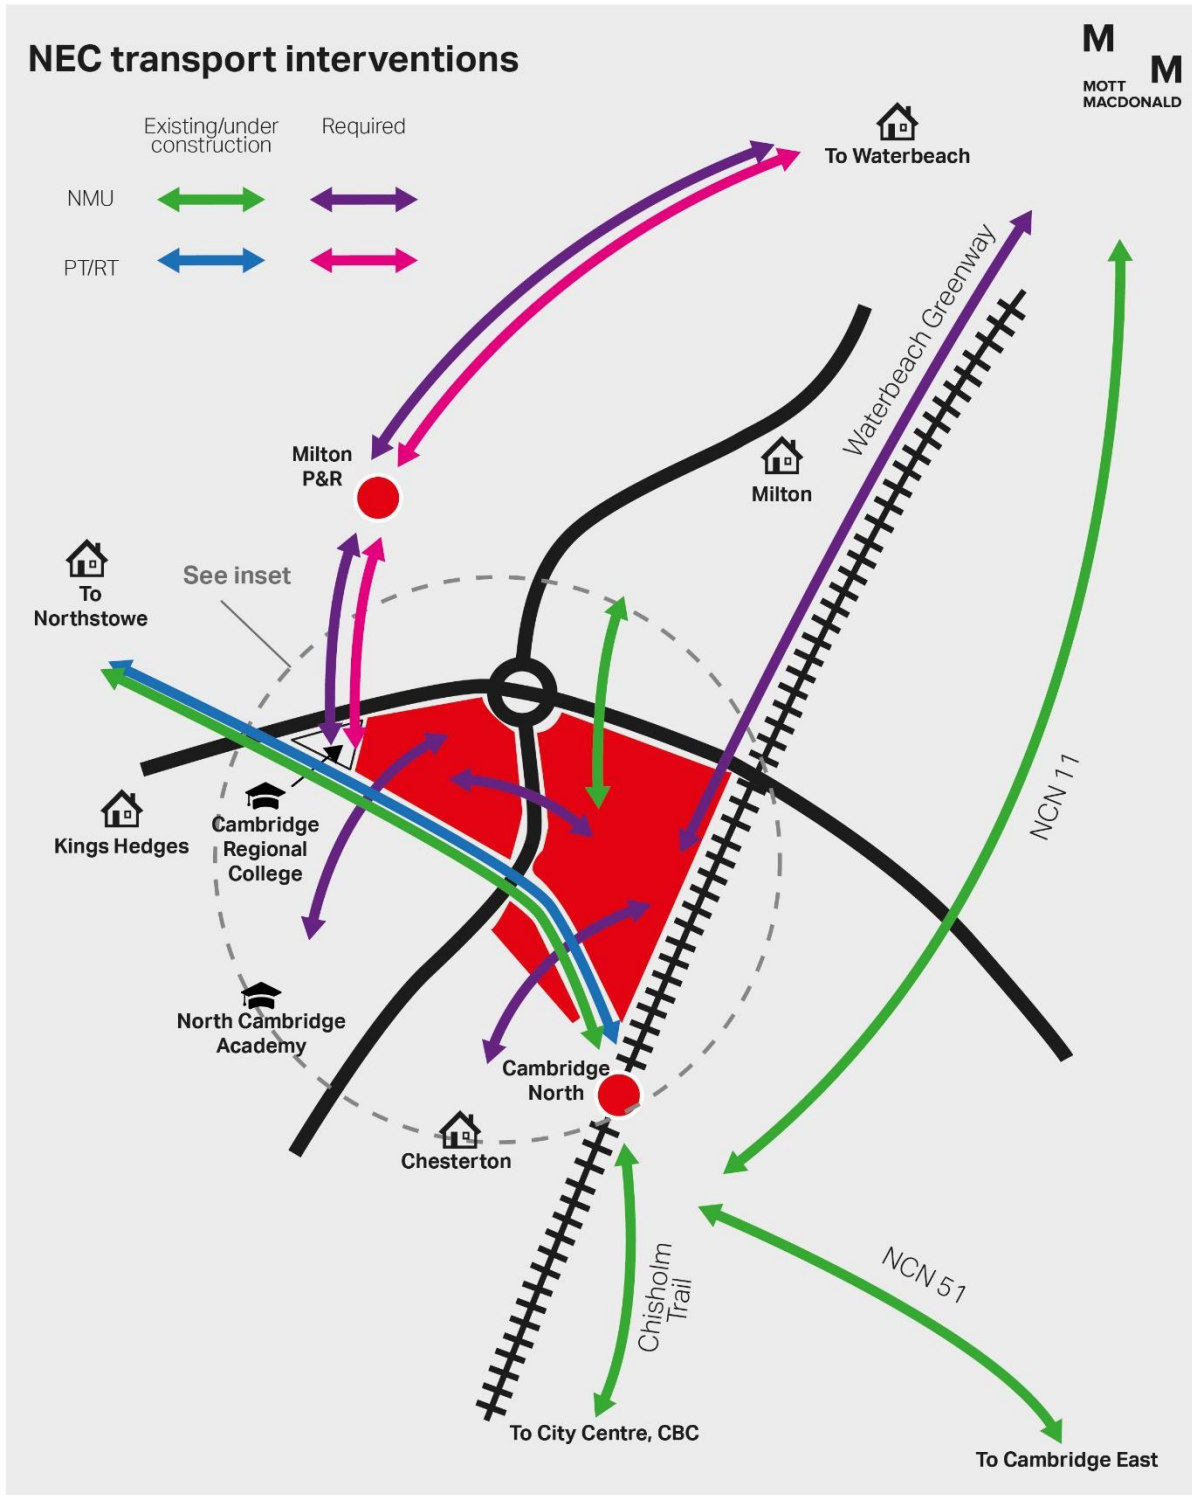 NEC transport interventions
M
M
MOTT
MACDONALD
Existing/under
construction
Required
NMU
PT/RT
To Waterbeach
Waterbeach Greenway
Milton
P&R
Milton
See inset
To
Northstowe
NCN 11
Kings Hedges
Cambridge
Regional
College
North Cambridge
Academy
Cambridge
North
Chesterton
Chisholm
Trail
NCN 51
To City Centre, CBC
To Cambridge East